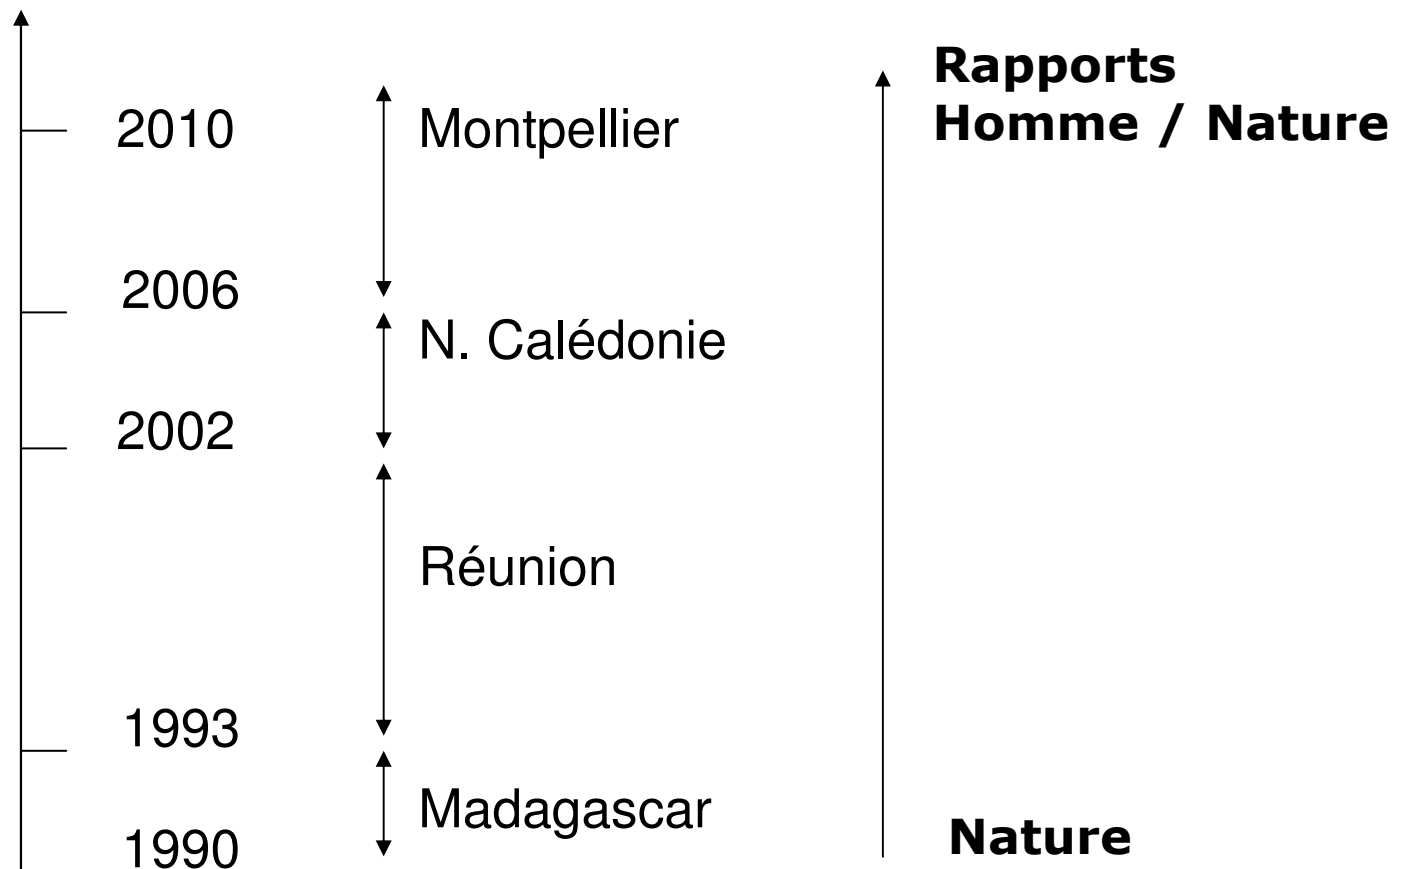 Rapports
Homme / Nature
2010
Montpellier
2006
N. Calédonie
2002
Réunion
1993
Madagascar
1990
Nature